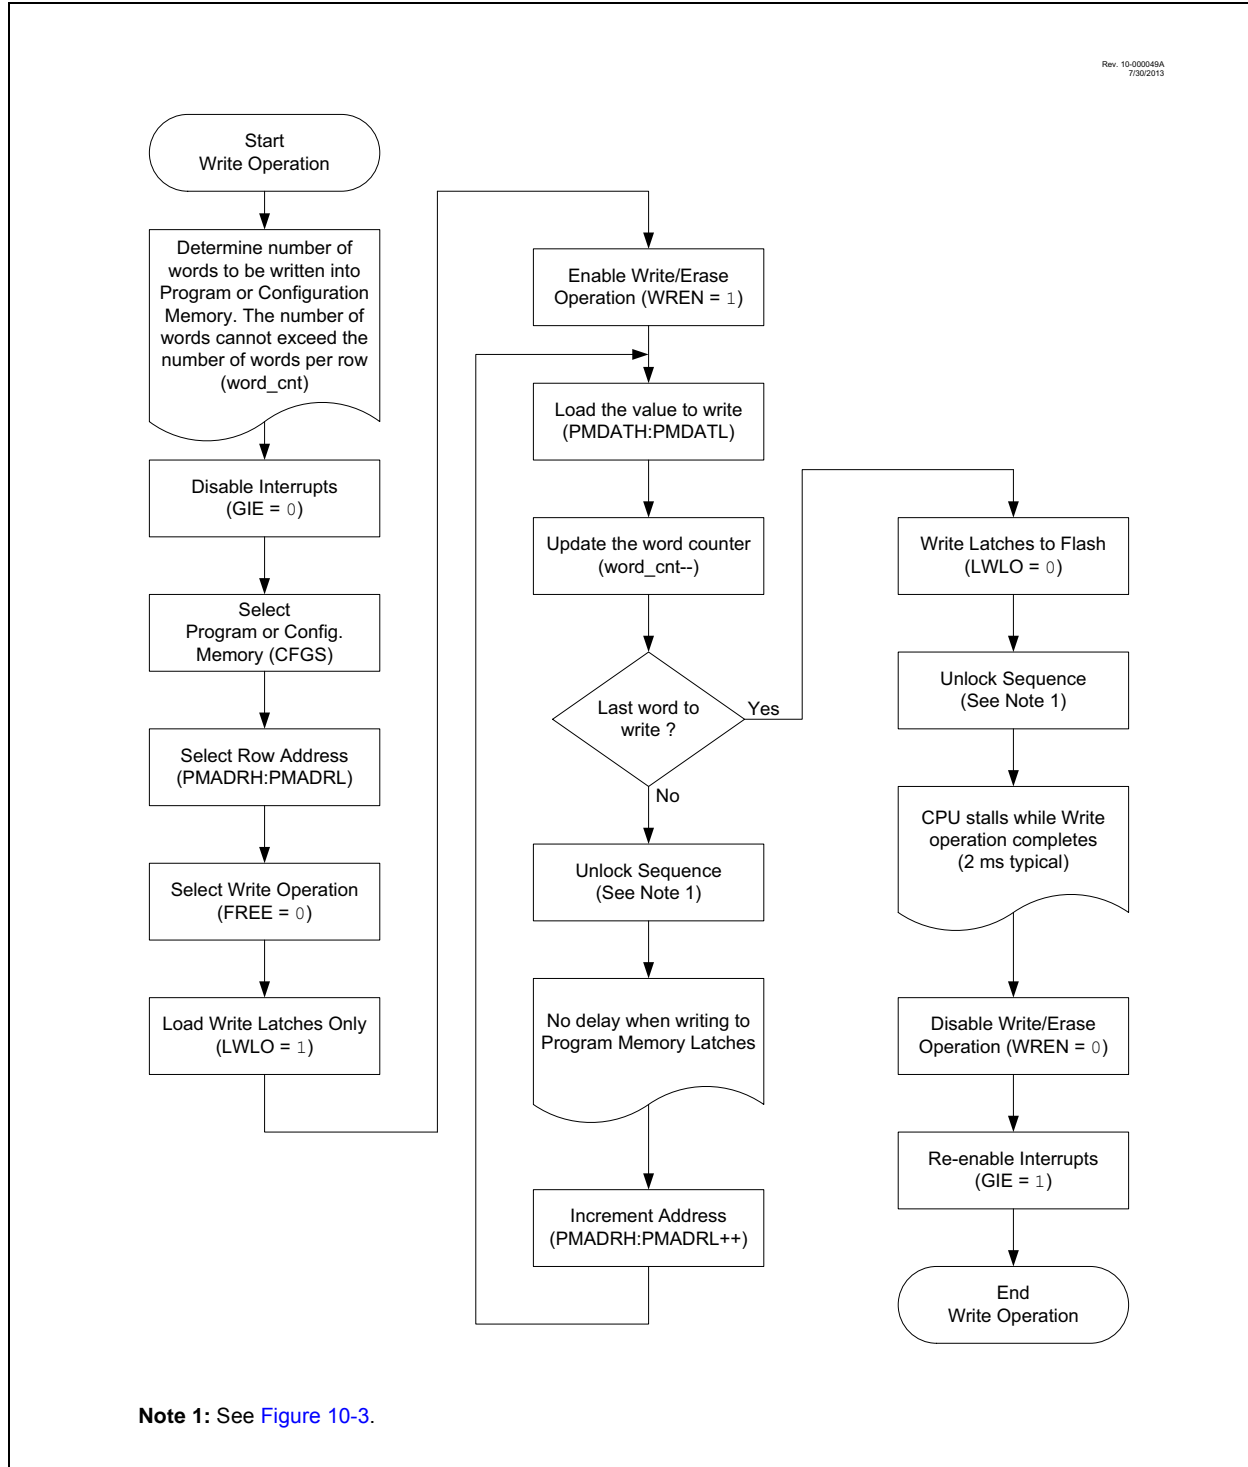 Rev. 10-000049A
7/30/2013
Start
Write Operation
Determine number of
words to be written into
Program or Configuration
Memory. The number of
words cannot exceed the
number of words per row
(word_cnt)
Disable Interrupts
(GIE = 0)
Select
Program or Config.
Memory (CFGS)
Select Row Address
(PMADRH:PMADRL)
Select Write Operation
(FREE = 0)
Load Write Latches Only
(LWLO = 1)
Enable Write/Erase
Operation (WREN = 1)
Load the value to write
(PMDATH:PMDATL)
Update the word counter
(word_cnt--)
Last word to
write ?
Yes
No
Unlock Sequence
(See Note 1)
No delay when writing to
Program Memory Latches
Increment Address
(PMADRH:PMADRL++)
Write Latches to Flash
(LWLO = 0)
Unlock Sequence
(See Note 1)
CPU stalls while Write
operation completes
(2 ms typical)
Disable Write/Erase
Operation (WREN = 0)
Re-enable Interrupts
(GIE = 1)
End
Write Operation
Note 1: See Figure 10-3.